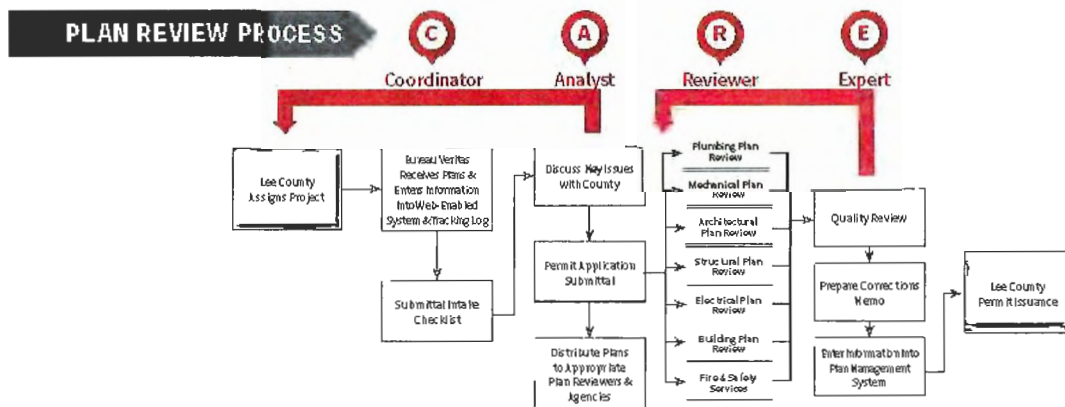 PLAN REVIEW PROCESS
C
A
R
E
Coordinator
Analyst
Reviewer
Expert
Lee County
Assigns Project
Bureau Veritas
Receives Plans &
Enters Information
Into Web-Enabled
System & Tracking Log
Submittal Intake
Checklist
Discuss Key Issues
with County
Permit Application
Submittal
Distribute Plans
to Appropriate
Plan Reviewers &
Agencies
Plumbing Plan
Review
Mechanical Plan
Review
Architectural
Plan Review
Structural Plan
Review
Electrical Plan
Review
Building Plan
Review
Fire & Safety
Services
Quality Review
Prepare Corrections
Memo
Enter Information Into
Plan Management
System
Lee County
Permit Issuance